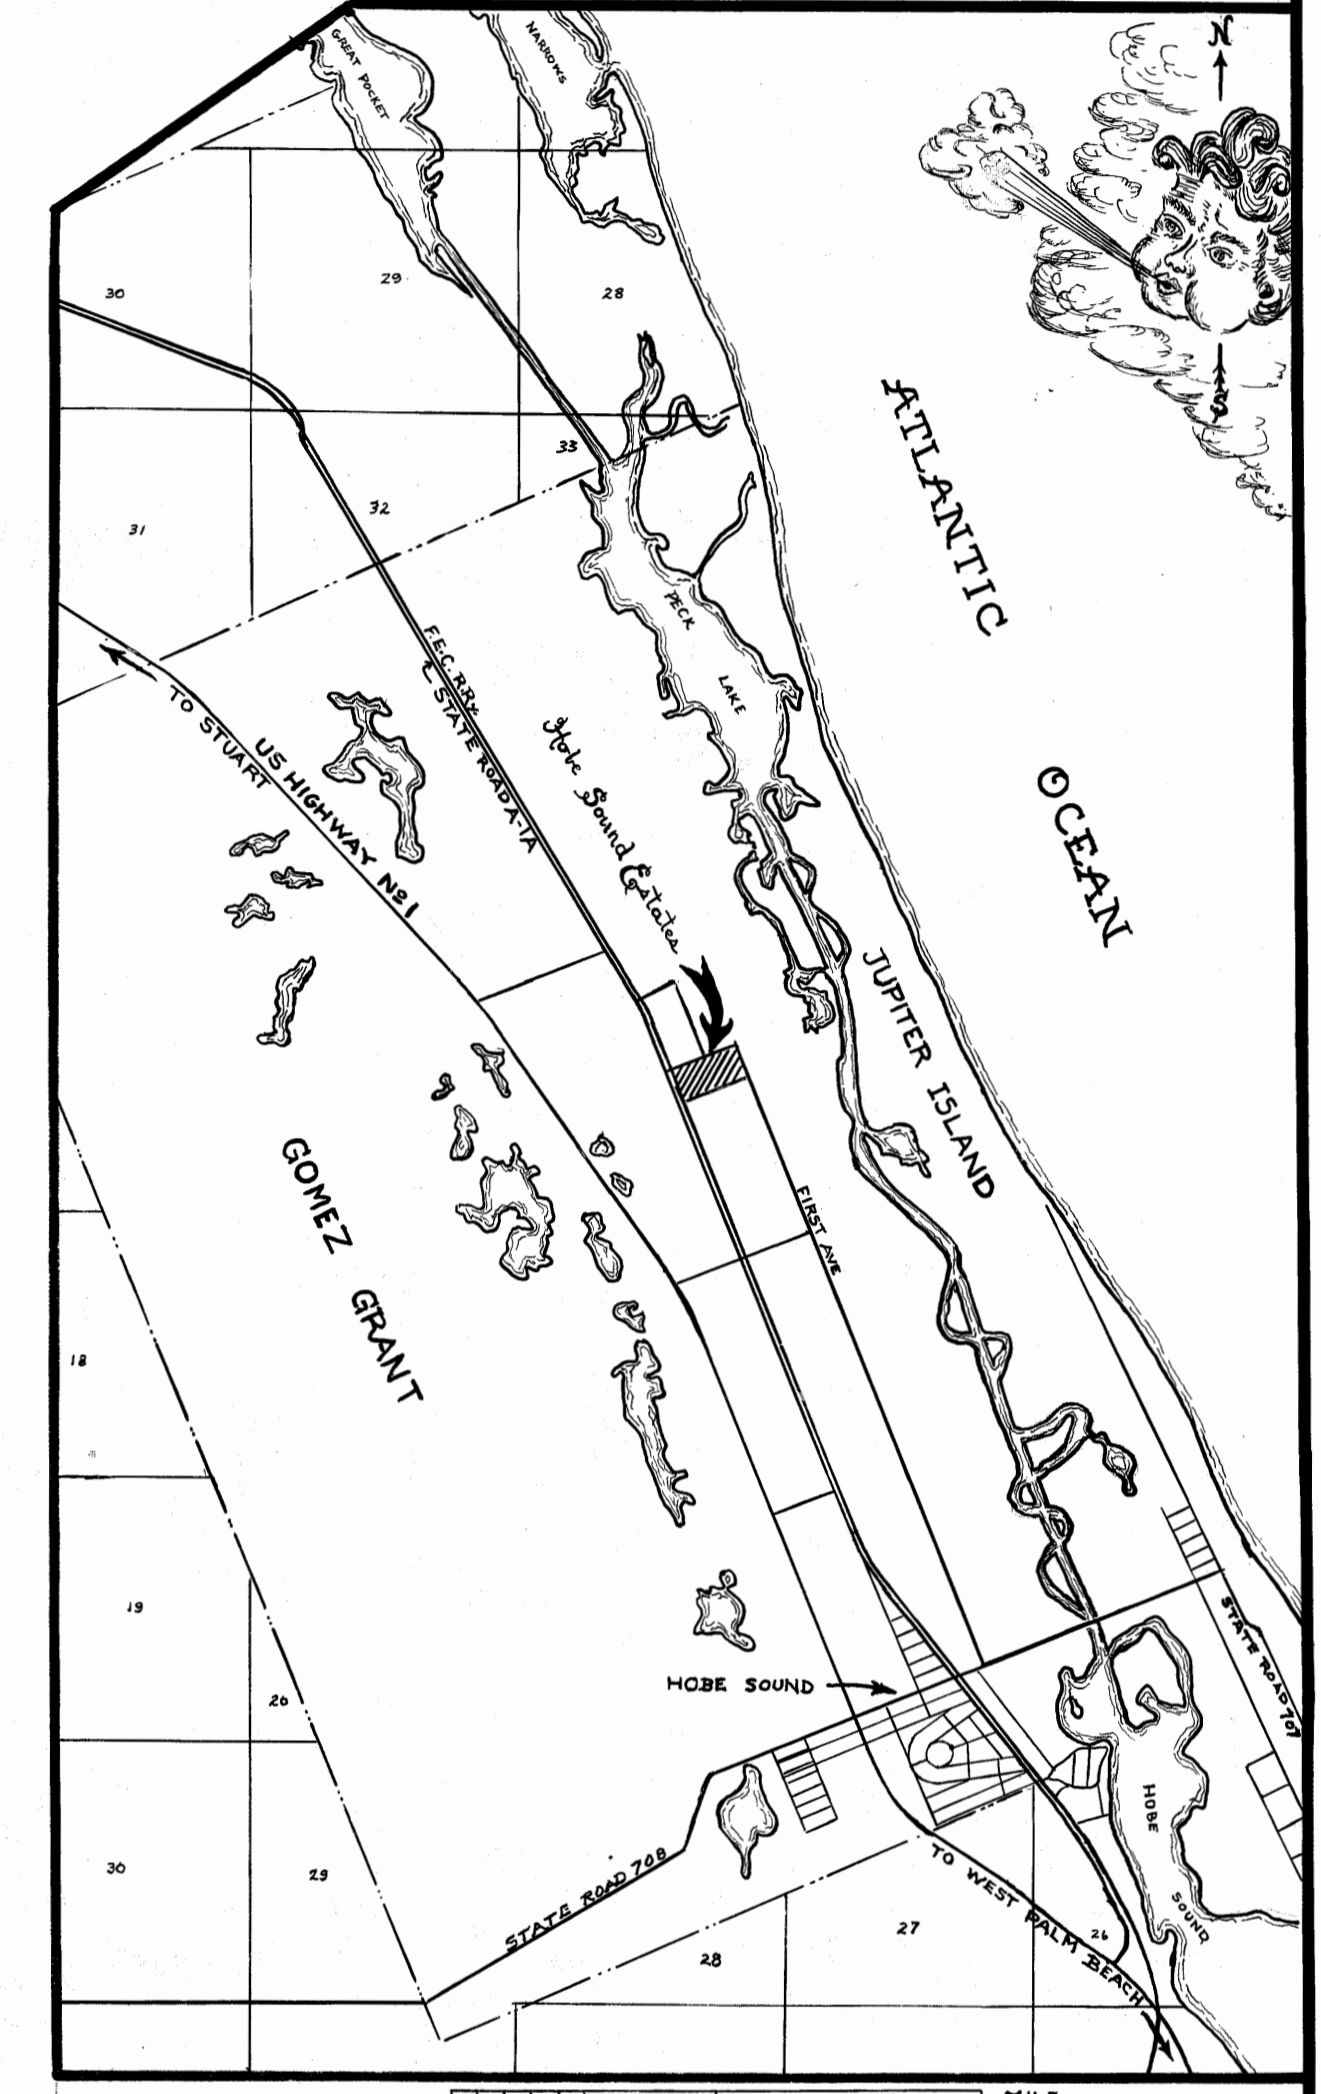 N
GREAT POCKET
NARROWS
30
29
28
S
ATLANTIC
OCEAN
33
32
31
PECK
LAKE
F.E.C. R.Ry.
℄ STATE ROAD A-1A
TO STUART
US HIGHWAY No 1
Hobe Sound Estates
JUPITER ISLAND
GOMEZ
GRANT
FIRST AVE
18
19
20
STATE ROAD 707
HOBE SOUND
HOBE
SOUND
30
29
STATE ROAD 708
TO WEST PALM BEACH
28
27
26